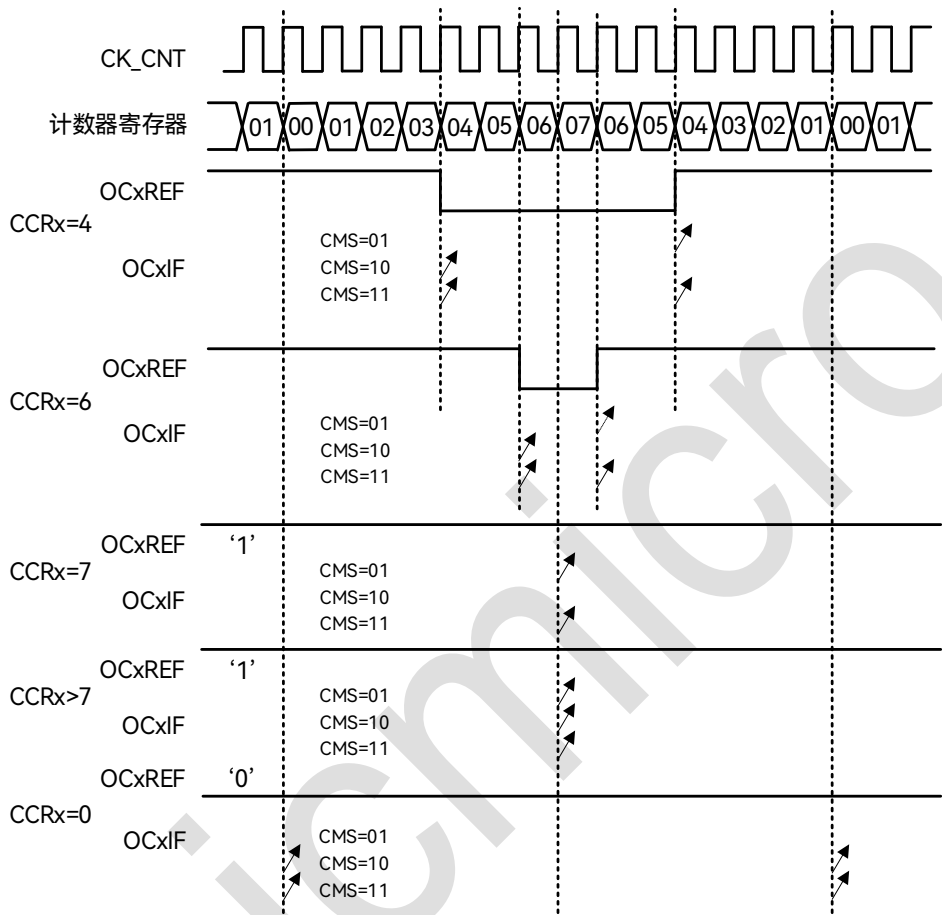 CK_CNT
计数器寄存器 01 00 01 02 03 04 05 06 07 06 05 04 03 02 01 00 01
OCxREF
CCRx=4
CMS=01
OCxIF CMS=10
CMS=11
OCxREF
CCRx=6
CMS=01
OCxIF
CMS=10
CMS=11
OCxREF ‘1’
CCRx=7
CMS=01
OCxIF CMS=10
CMS=11
OCxREF ‘1’
CCRx>7
CMS=01
OCxIF CMS=10
CMS=11
OCxREF ‘0’
CCRx=0
CMS=01
OCxIF
CMS=10
CMS=11
icmicro